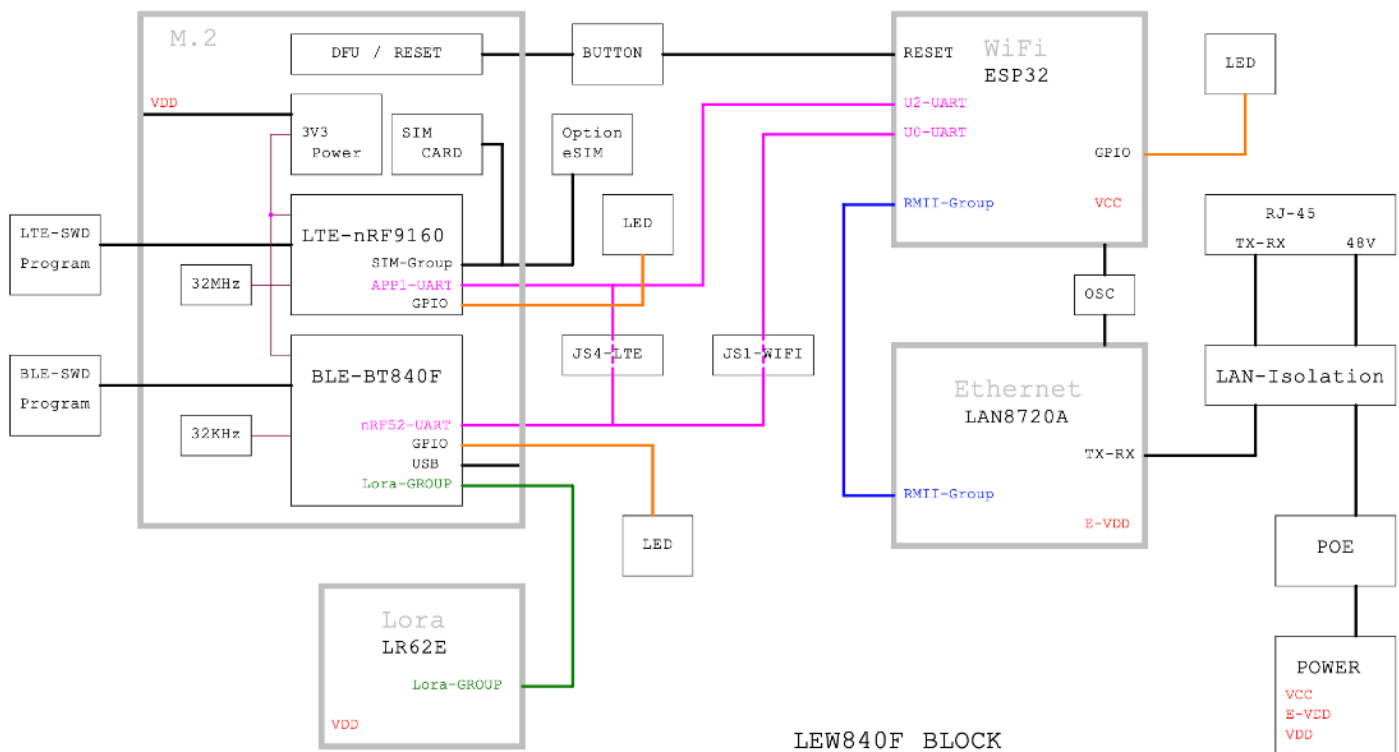 M.2
DFU / RESET
BUTTON
RESET
WiFi
ESP32
LED
VDD
3V3
Power
SIM
CARD
Option
eSIM
U2-UART
U0-UART
GPIO
RMII-Group
VCC
RJ-45
TX-RX 48V
LTE-SWD
Program
LTE-nRF9160
SIM-Group
APP1-UART
GPIO
32MHz
LED
OSC
JS4-LTE
JS1-WIFI
BLE-SWD
Program
BLE-BT840F
nRF52-UART
GPIO
USB
Lora-GROUP
32KHz
Ethernet
LAN8720A
TX-RX
RMII-Group
E-VDD
LAN-Isolation
LED
POE
Lora
LR62E
Lora-GROUP
VDD
POWER
VCC
E-VDD
VDD
LEW840F BLOCK